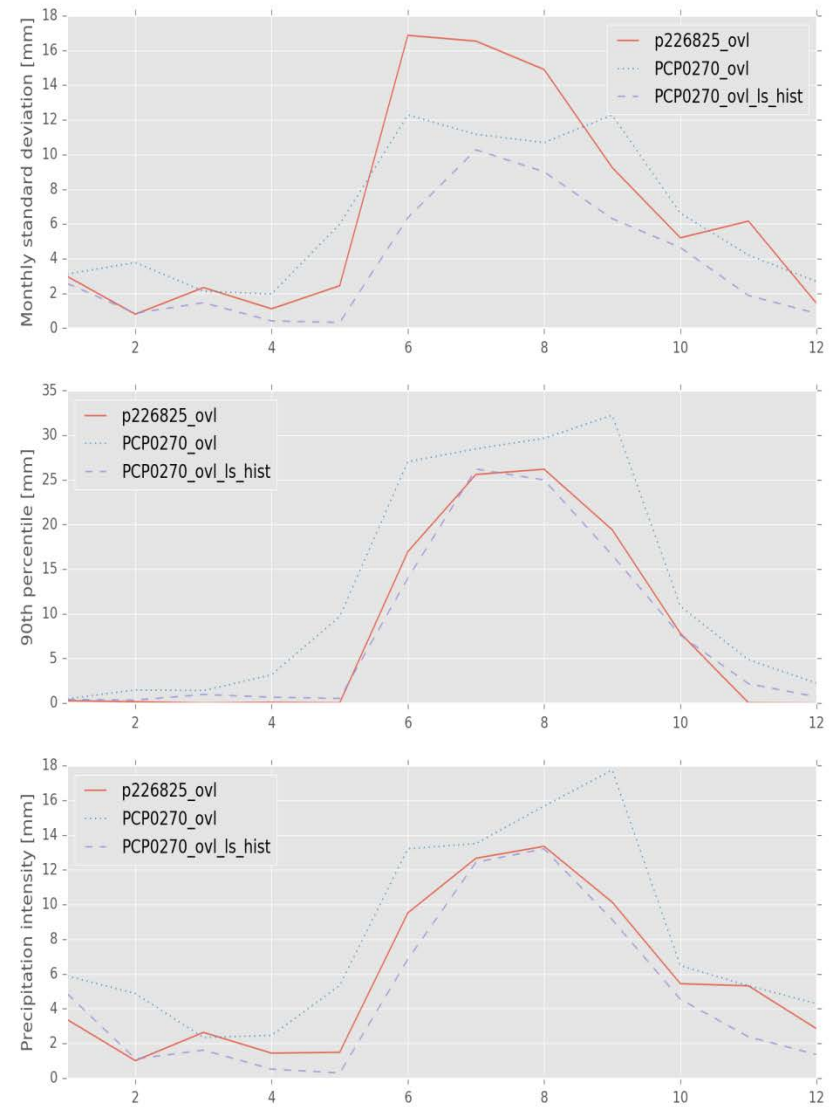 18
16
14
12
10
8
6
4
2
0
Monthly standard deviation [mm]
p226825_ovl
PCP0270_ovl
PCP0270_ovl_ls_hist
2 4 6 8 10 12
35
30
25
20
15
10
5
0
90th percentile [mm]
p226825_ovl
PCP0270_ovl
PCP0270_ovl_ls_hist
2 4 6 8 10 12
18
16
14
12
10
8
6
4
2
0
Precipitation intensity [mm]
p226825_ovl
PCP0270_ovl
PCP0270_ovl_ls_hist
2 4 6 8 10 12